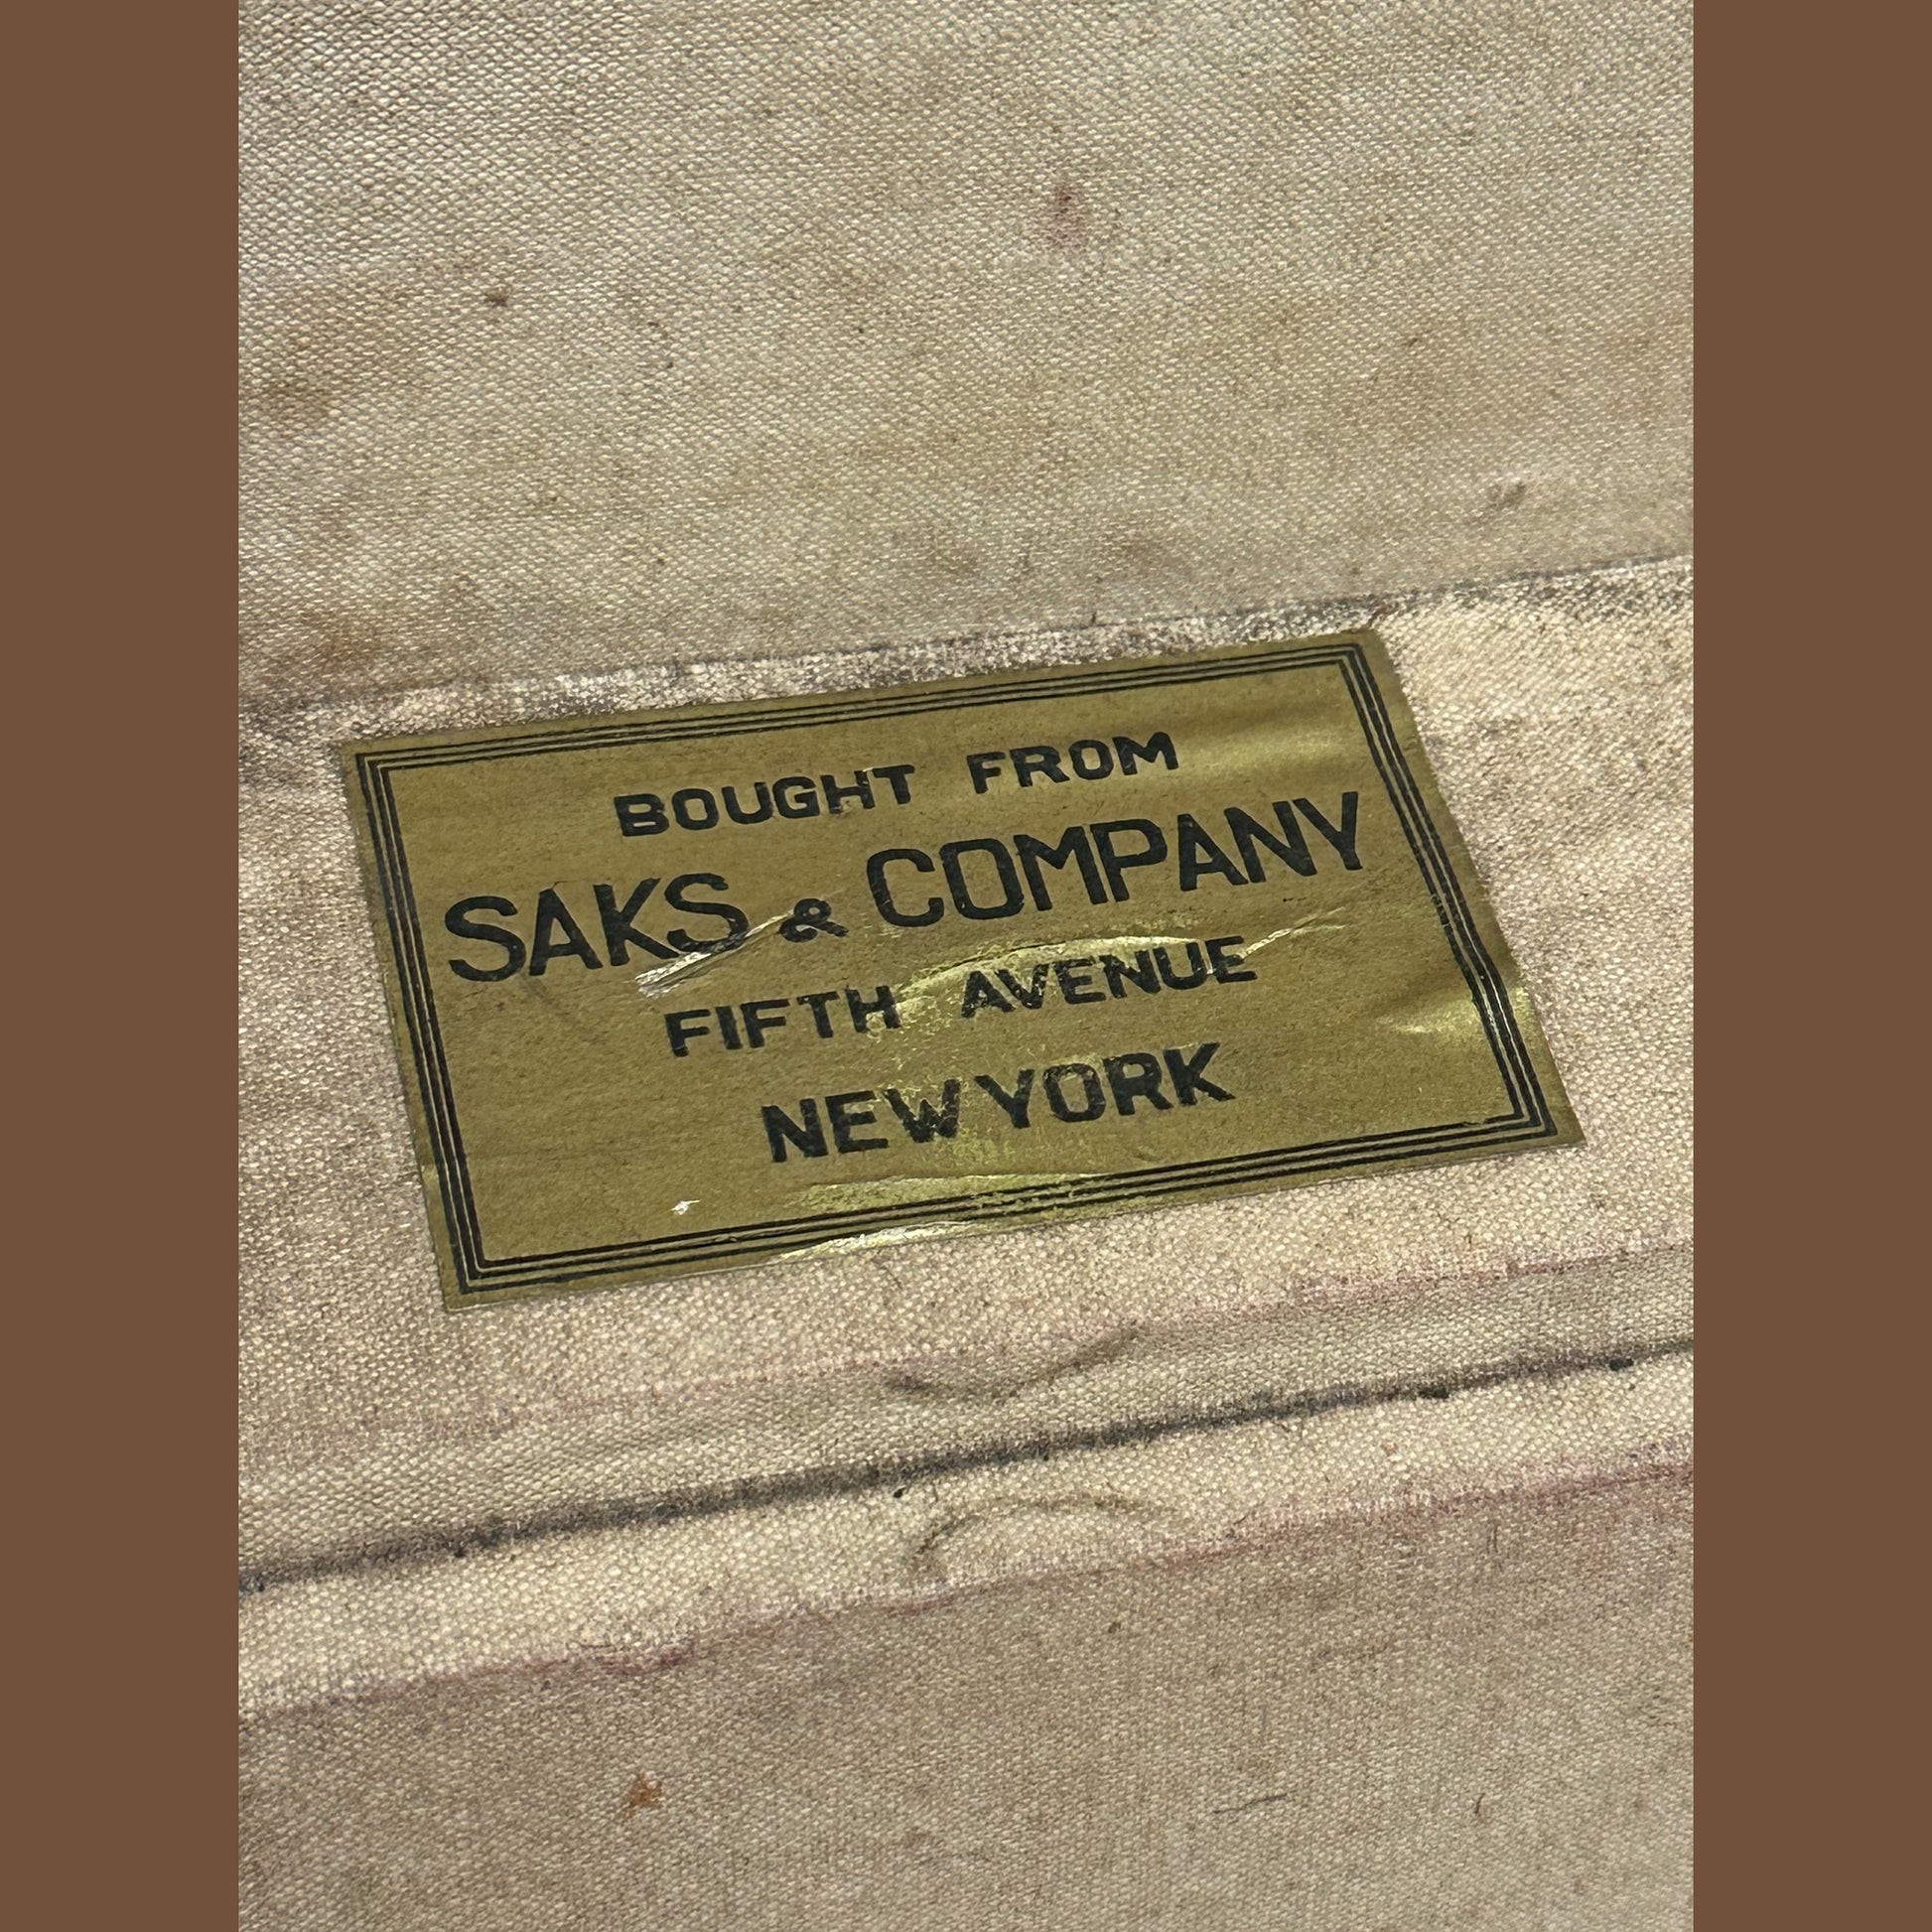 BOUGHT FROM
SAKS & COMPANY
FIFTH AVENUE
NEW YORK